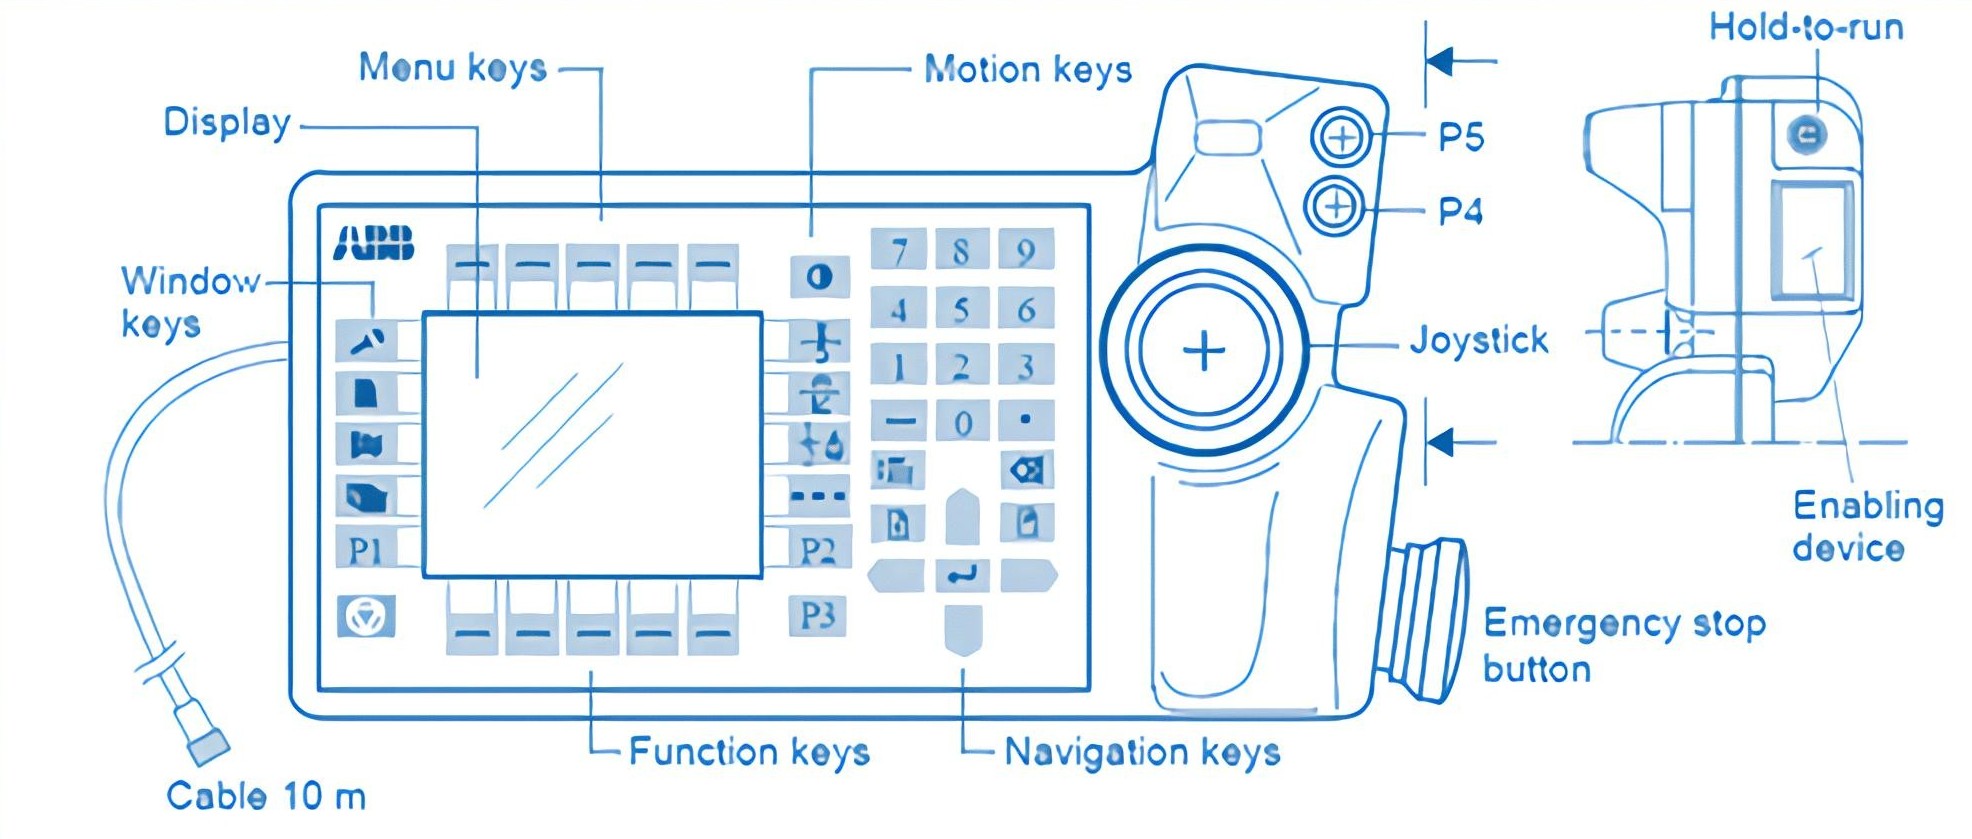 Hold-to-run
Menu keys
Motion keys
Display
P5
P4
ABB
7 8 9
Window
keys
4 5 6
Joystick
1 2 3
- 0 .
P1
P2
Enabling
device
P3
Emergency stop
button
Function keys
Navigation keys
Cable 10 m